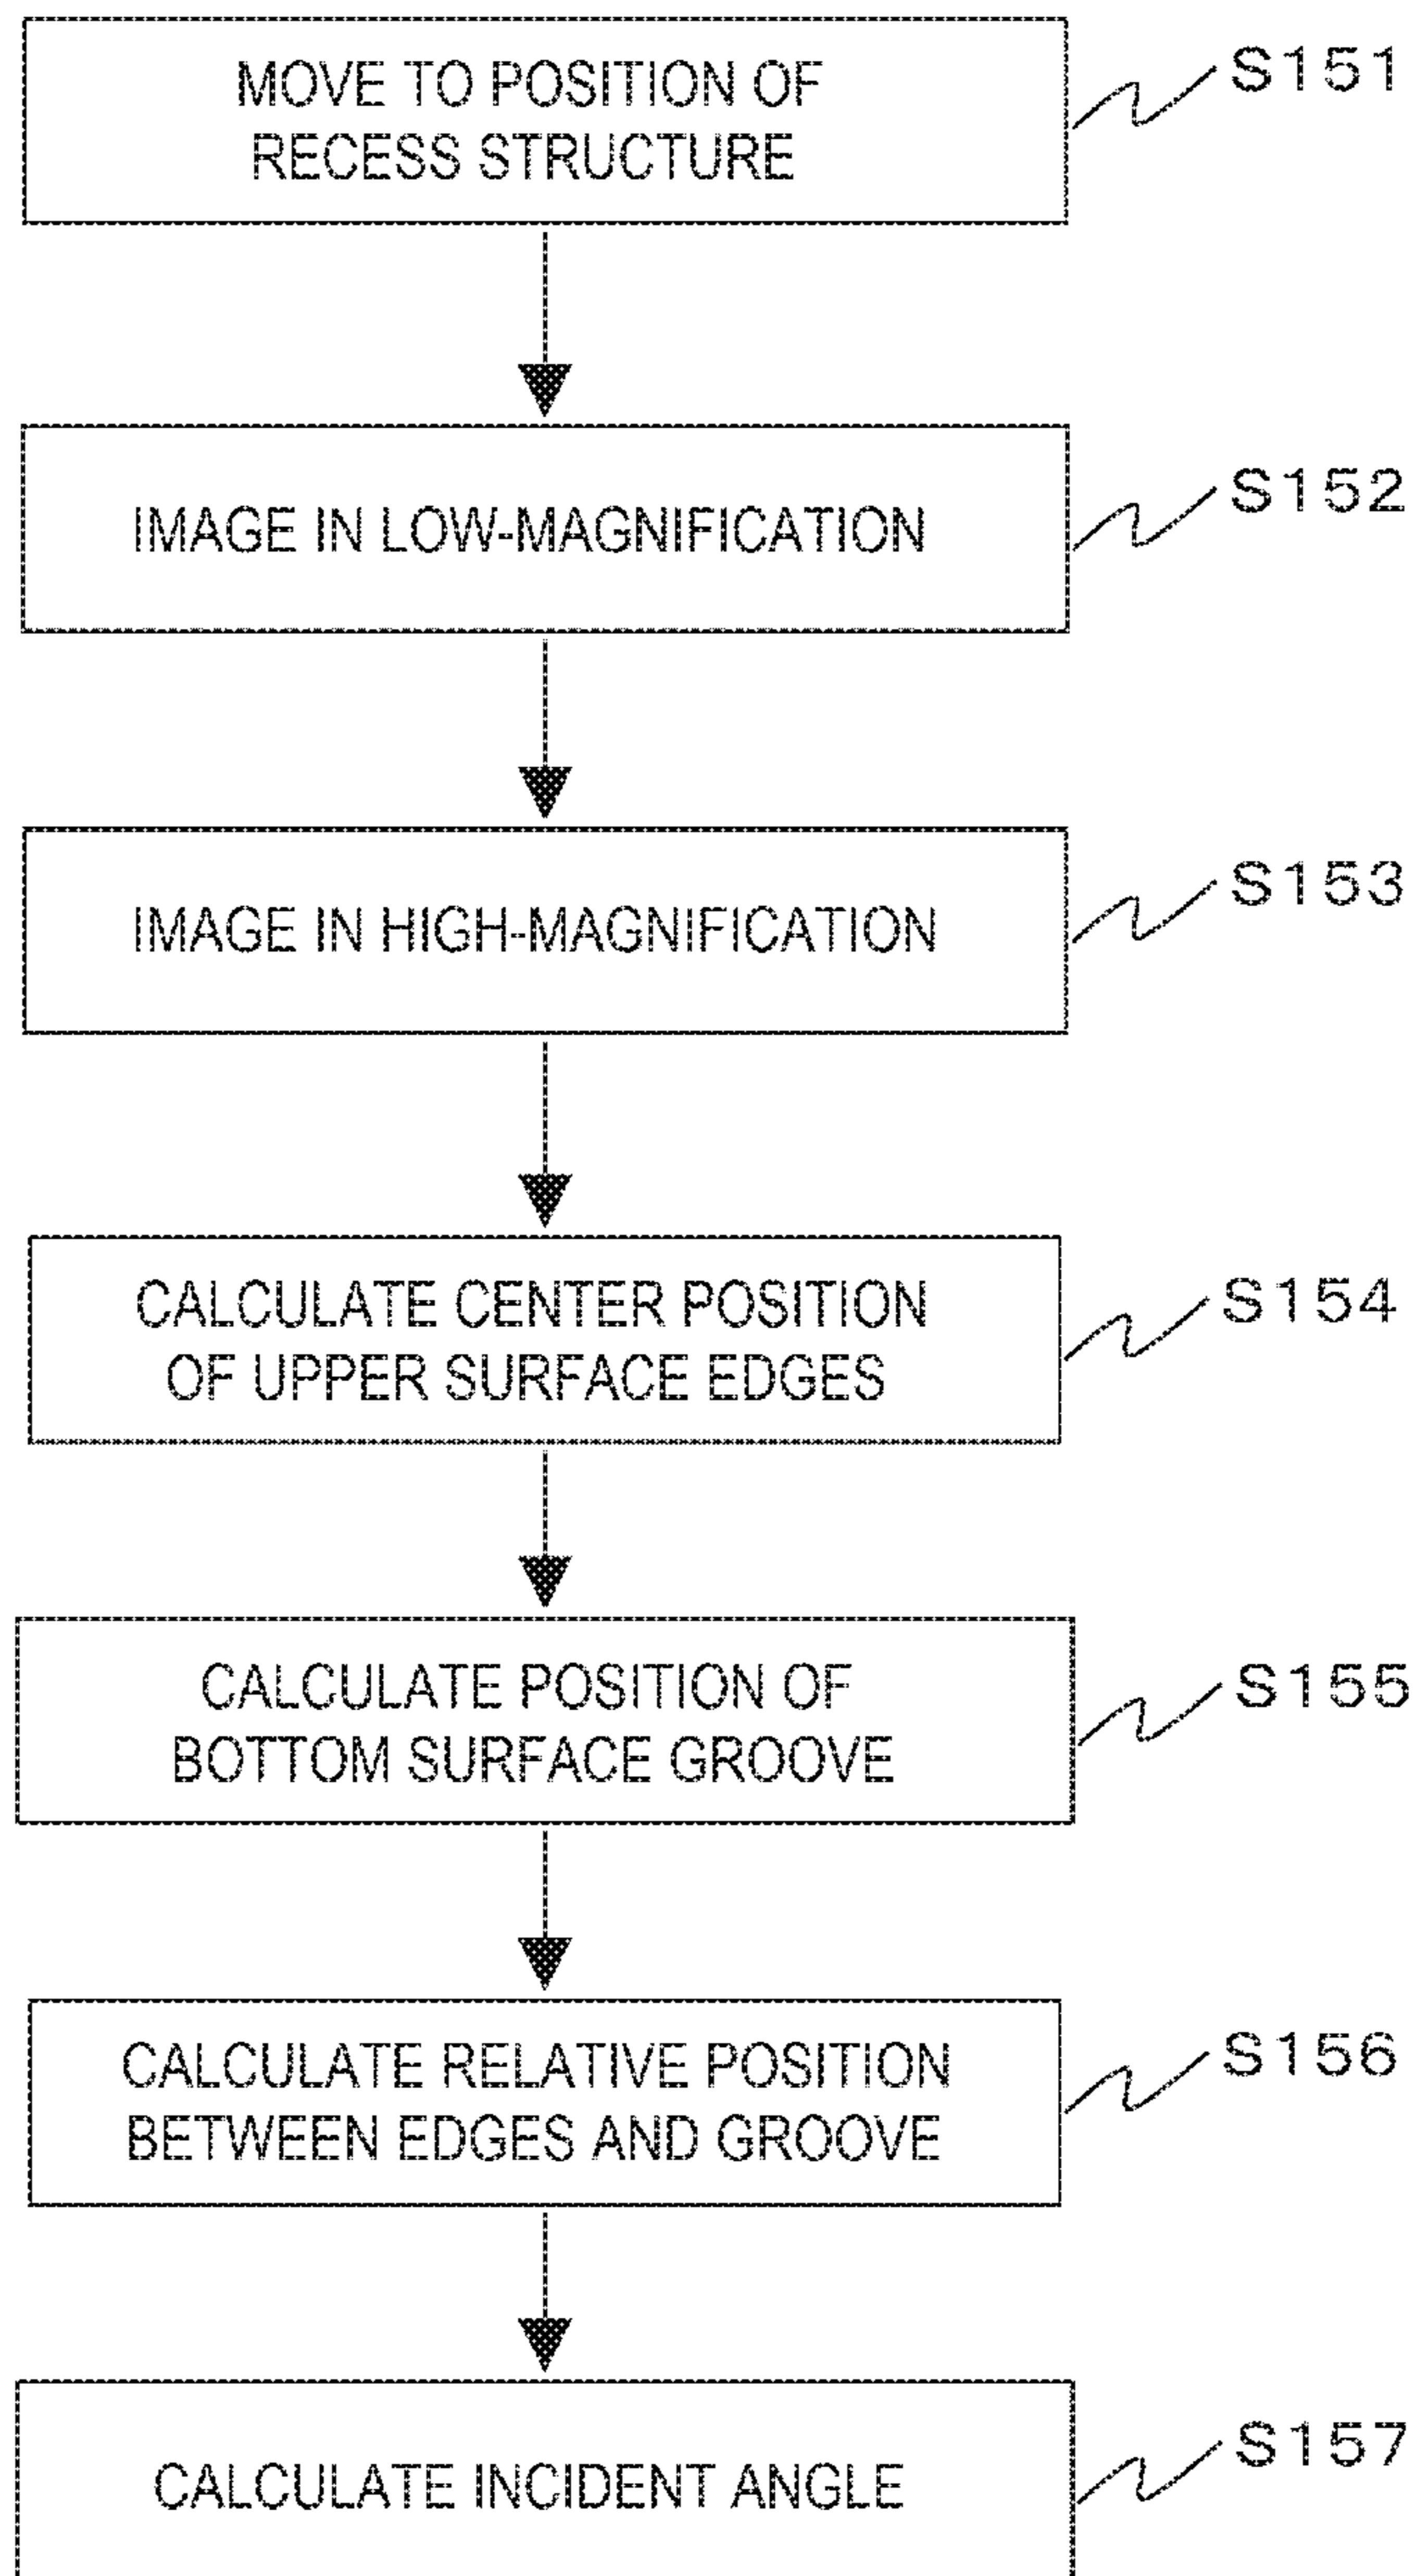 MOVE TO POSITION OF
RECESS STRUCTURE
S151
IMAGE IN LOW-MAGNIFICATION
S152
IMAGE IN HIGH-MAGNIFICATION
S153
CALCULATE CENTER POSITION
OF UPPER SURFACE EDGES
S154
CALCULATE POSITION OF
BOTTOM SURFACE GROOVE
S155
CALCULATE RELATIVE POSITION
BETWEEN EDGES AND GROOVE
S156
CALCULATE INCIDENT ANGLE
S157